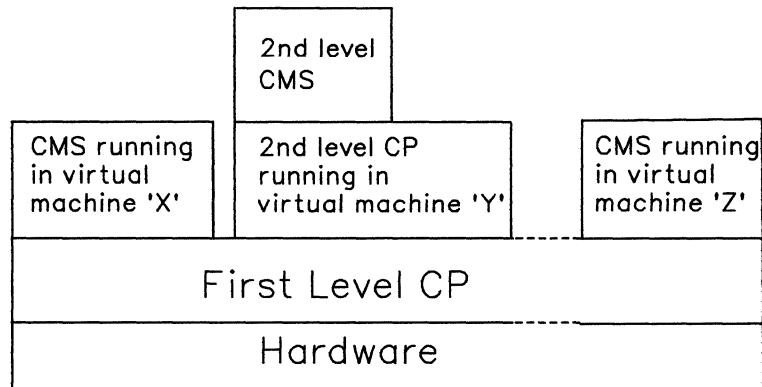 2nd level
CMS
CMS running
in virtual
machine 'X'
2nd level CP
running in
virtual machine 'Y'
CMS running
in virtual
machine 'Z'
First Level CP
Hardware